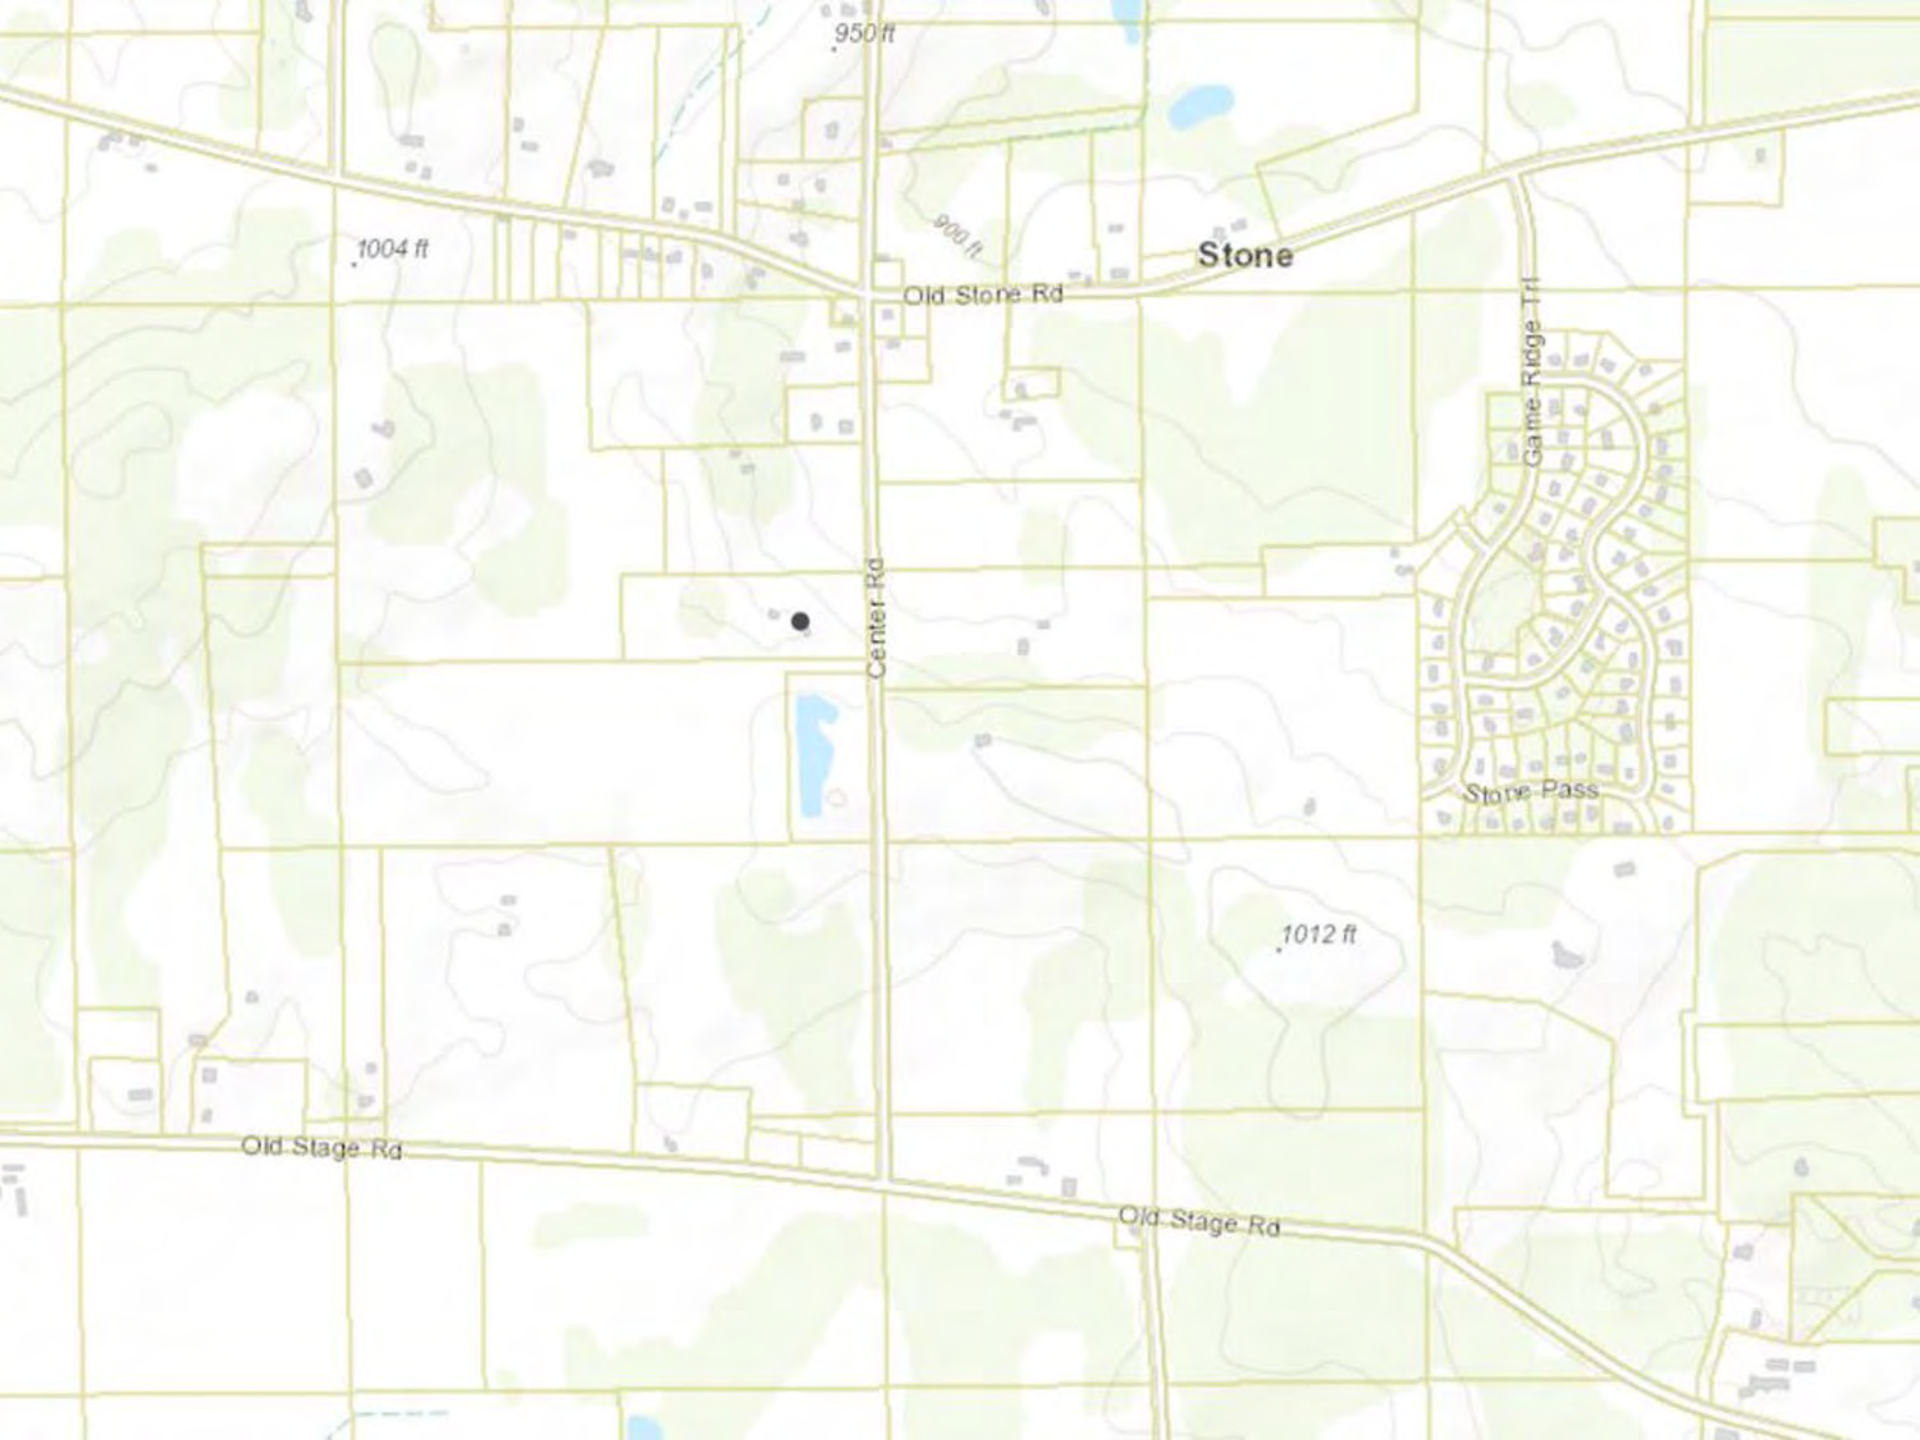 950 ft
1004 ft
900 ft
Stone
Old Stone Rd
Game Ridge Trl
Center Rd
Stone Pass
1012 ft
Old Stage Rd
Old Stage Rd